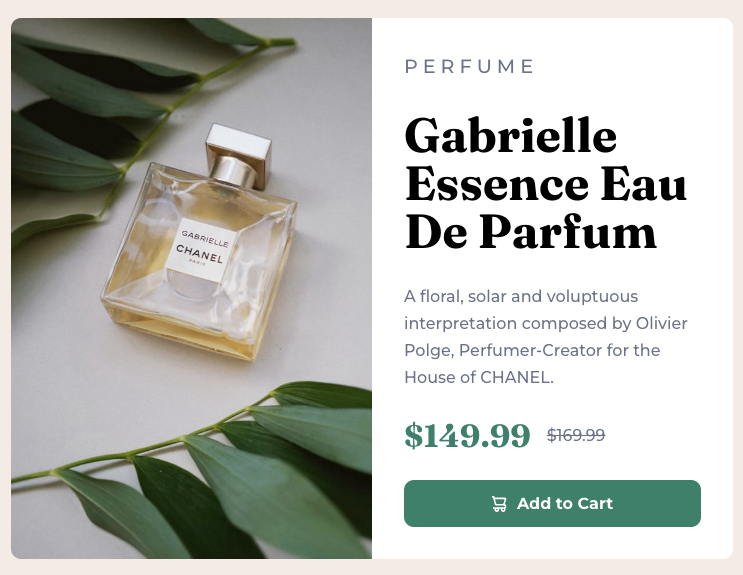 PERFUME
Gabrielle
Essence Eau
De Parfum
A floral, solar and voluptuous
interpretation composed by Olivier
Polge, Perfumer-Creator for the
House of CHANEL.
$149.99 $169.99
Add to Cart
GABRIELLE
CHANEL
PARIS